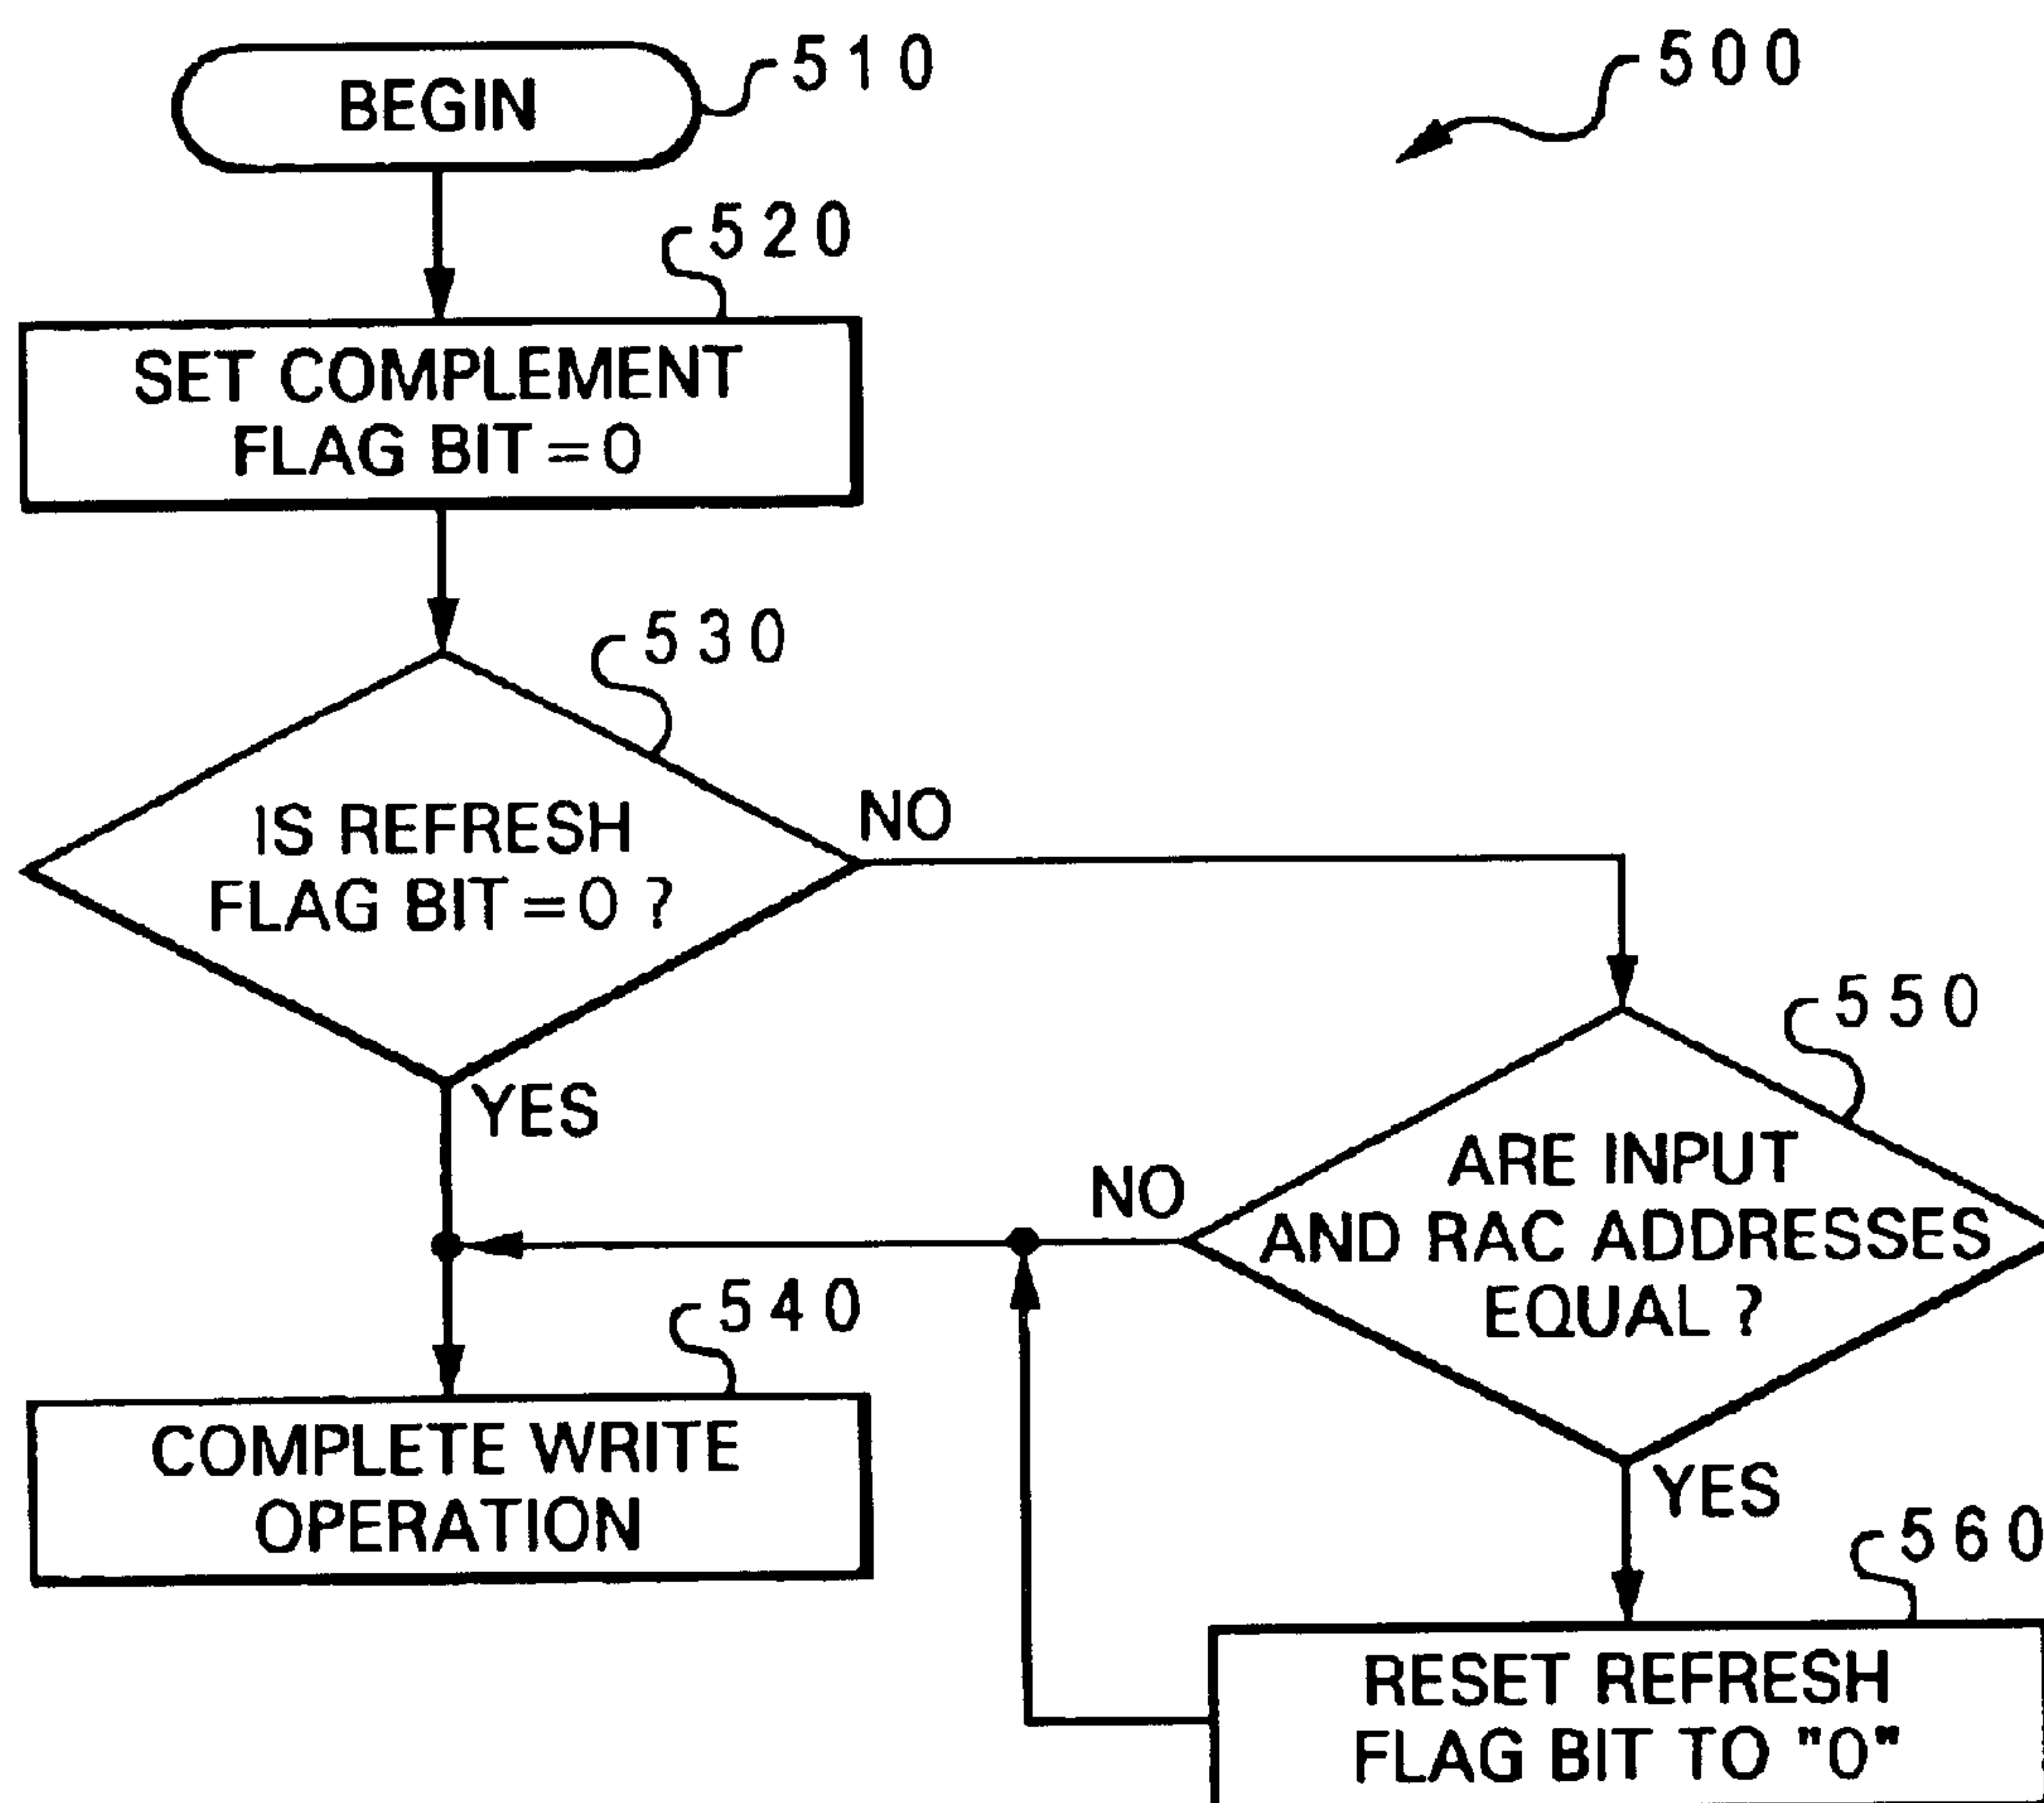 BEGIN
510
500
520
SET COMPLEMENT
FLAG BIT = 0
530
IS REFRESH
FLAG BIT = 0 ?
NO
YES
550
ARE INPUT
AND RAC ADDRESSES
EQUAL ?
NO
YES
540
COMPLETE WRITE
OPERATION
560
RESET REFRESH
FLAG BIT TO "0"